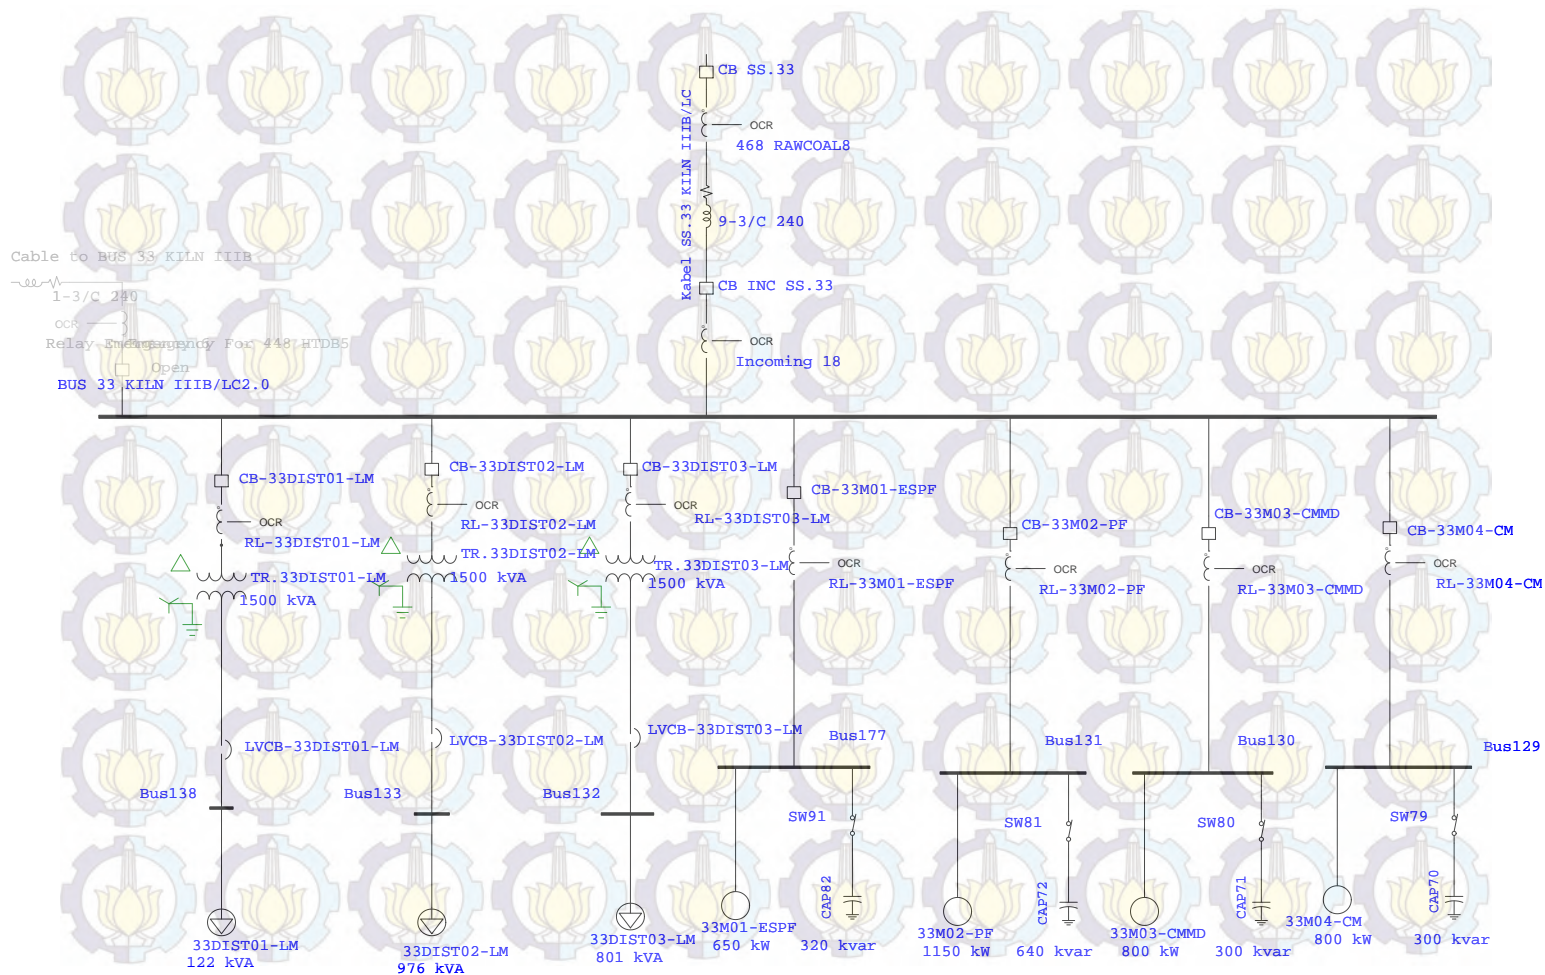 CB SS.33
OCR
468 RAWCOAL8
Kabel SS.33 KILN IIIB/LC
9-3/C 240
Cable to BUS 33 KILN IIIB
1-3/C 240
OCR
For 448 HTDB5
Open
CB INC SS.33
OCR
Incoming 18
BUS 33 KILN IIIB/LC2.0
CB-33DIST01-LM
OCR
RL-33DIST01-LM
TR.33DIST01-LM
1500 kVA
LVCB-33DIST01-LM
Bus138
33DIST01-LM
122 kVA
CB-33DIST02-LM
OCR
RL-33DIST02-LM
TR.33DIST02-LM
1500 kVA
LVCB-33DIST02-LM
Bus133
33DIST02-LM
976 kVA
CB-33DIST03-LM
OCR
RL-33DIST03-LM
TR.33DIST03-LM
1500 kVA
LVCB-33DIST03-LM
Bus132
33DIST03-LM
801 kVA
CB-33M01-ESPF
OCR
RL-33M01-ESPF
Bus177
SW91
CAP82
33M01-ESPF
650 kW
320 kvar
CB-33M02-PF
OCR
RL-33M02-PF
Bus131
SW81
CAP72
33M02-PF
1150 kW
640 kvar
CB-33M03-CMMD
OCR
RL-33M03-CMMD
Bus130
SW80
CAP71
33M03-CMMD
800 kW
300 kvar
CB-33M04-CM
OCR
RL-33M04-CM
Bus129
SW79
CAP70
33M04-CM
800 kW
300 kvar